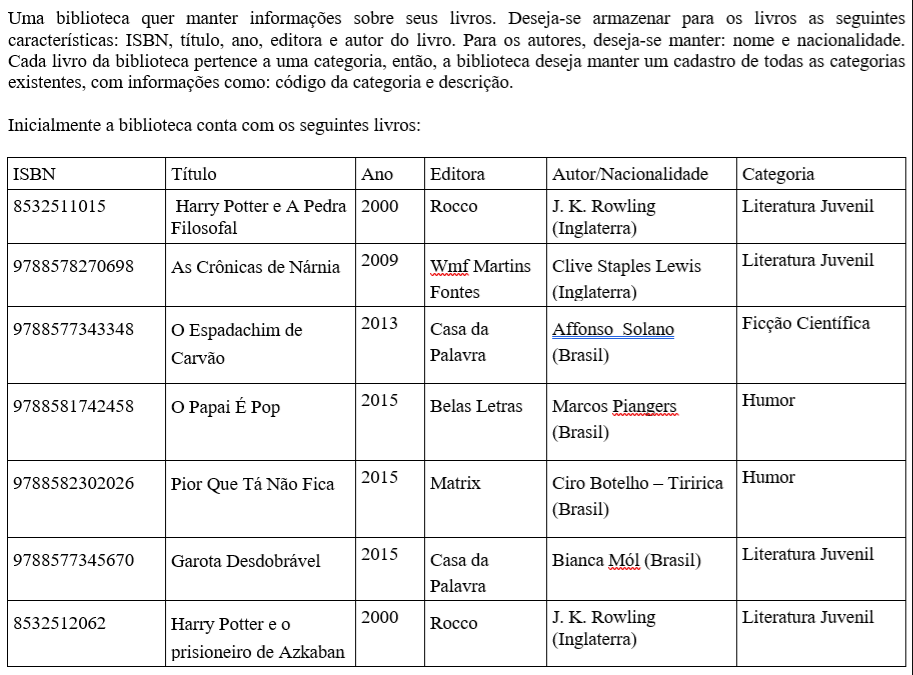 Uma biblioteca quer manter informações sobre seus livros. Deseja-se armazenar para os livros as seguintes
características: ISBN, título, ano, editora e autor do livro. Para os autores, deseja-se manter: nome e nacionalidade.
Cada livro da biblioteca pertence a uma categoria, então, a biblioteca deseja manter um cadastro de todas as categorias
existentes, com informações como: código da categoria e descrição.
Inicialmente a biblioteca conta com os seguintes livros:
ISBN Título Ano Editora Autor/Nacionalidade Categoria
8532511015 Harry Potter e A Pedra 2000 Rocco J. K. Rowling Literatura Juvenil
Filosofal (Inglaterra)
9788578270698 As Crônicas de Nárnia 2009 Wmf Martins Clive Staples Lewis Literatura Juvenil
Fontes (Inglaterra)
9788577343348 O Espadachim de 2013 Casa da Affonso Solano Ficção Científica
Carvão Palavra (Brasil)
9788581742458 O Papai É Pop 2015 Belas Letras Marcos Piangers Humor
(Brasil)
9788582302026 Pior Que Tá Não Fica 2015 Matrix Ciro Botelho – Tiririca Humor
(Brasil)
9788577345670 Garota Desdobrável 2015 Casa da Bianca Mól (Brasil) Literatura Juvenil
Palavra
8532512062 Harry Potter e o 2000 Rocco J. K. Rowling Literatura Juvenil
prisioneiro de Azkaban (Inglaterra)